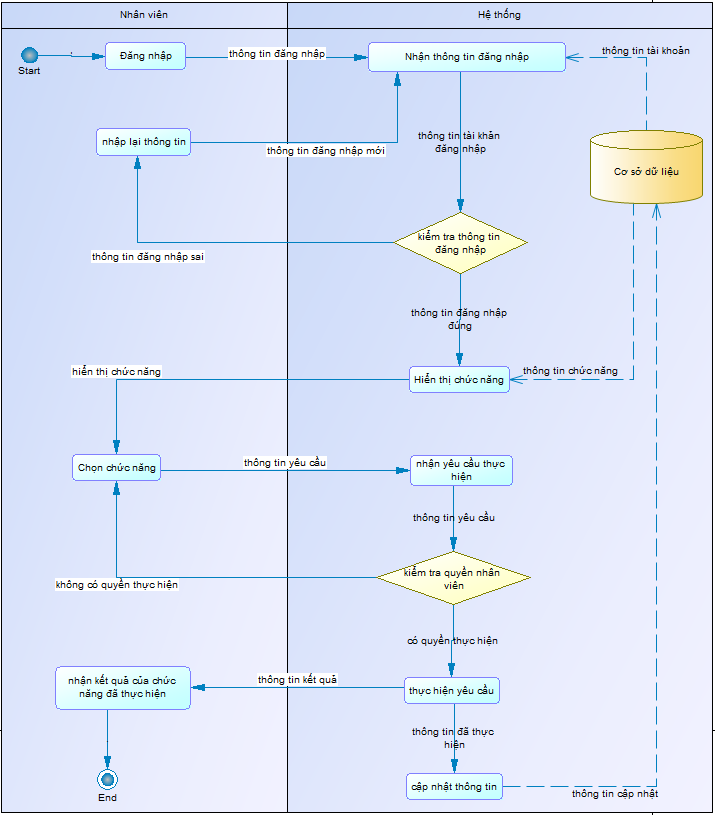 Nhân viên
Hệ thống
Start
Đăng nhập
thông tin đăng nhập
Nhận thông tin đăng nhập
thông tin tài khoản
nhập lại thông tin
thông tin đăng nhập mới
thông tin tài khản
đăng nhập
Cơ sở dữ liệu
kiểm tra thông tin
đăng nhập
thông tin đăng nhập sai
thông tin đăng nhập
đúng
hiển thị chức năng
Hiển thị chức năng
thông tin chức năng
Chọn chức năng
thông tin yêu cầu
nhận yêu cầu thực
hiện
thông tin yêu cầu
kiểm tra quyền nhân
viên
không có quyền thực hiện
có quyền thực hiện
nhận kết quả của chức
năng đã thực hiện
thông tin kết quả
thực hiện yêu cầu
thông tin đã thực
hiện
cập nhật thông tin
thông tin cập nhật
End